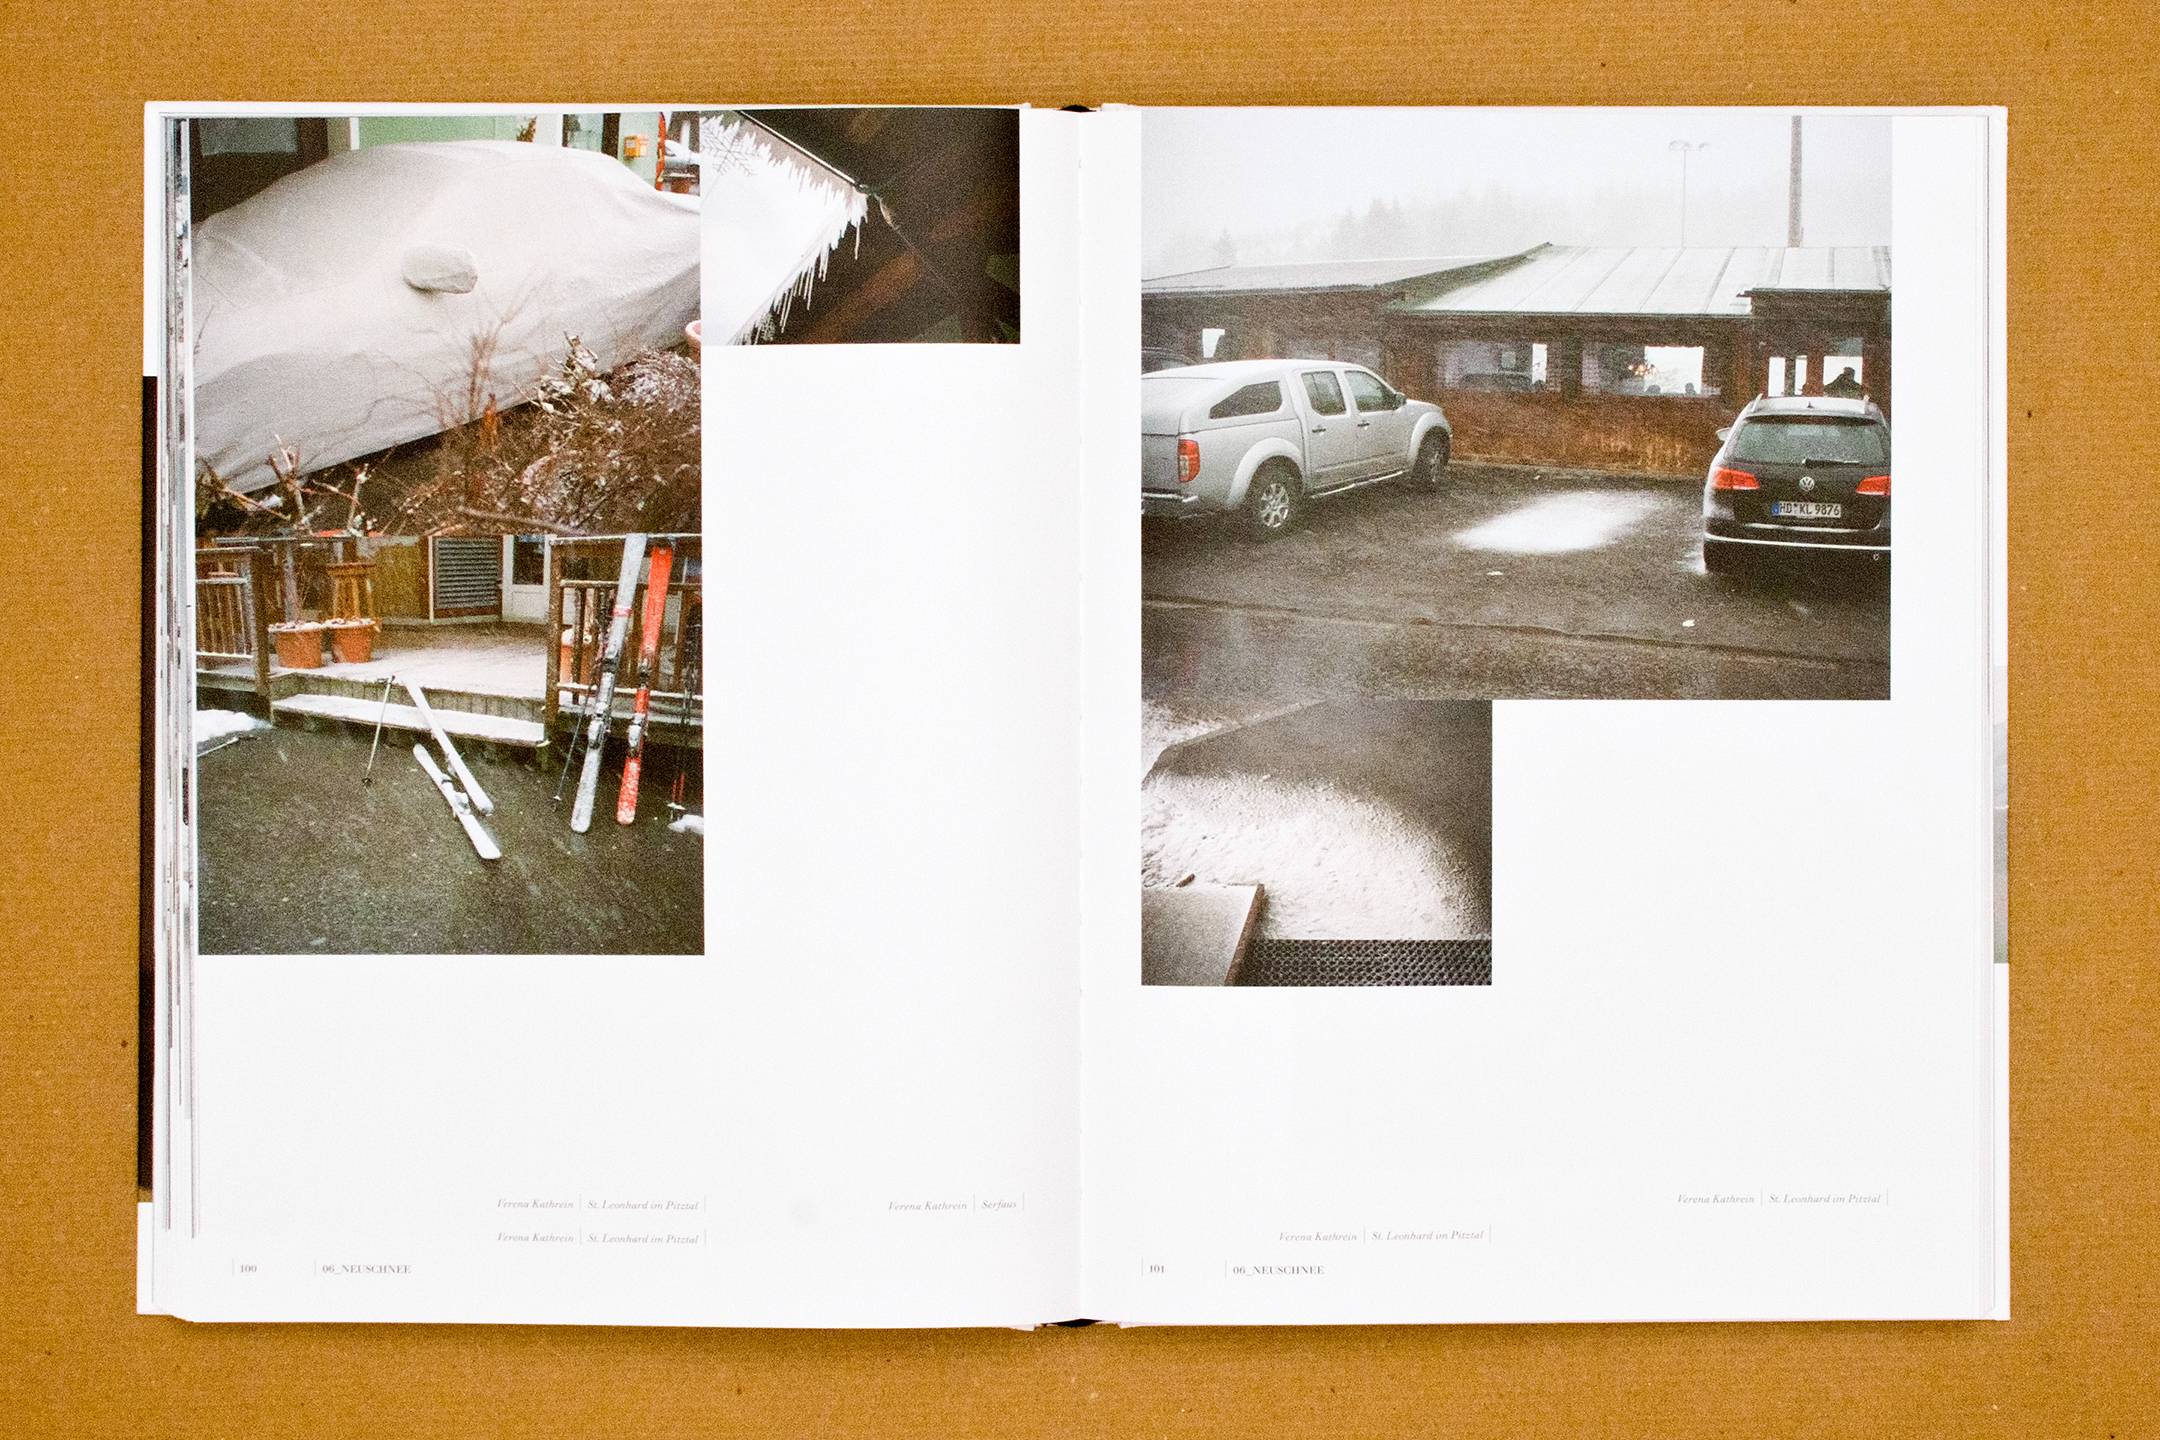 HD KL 9876
Verena Kathrein | St. Leonhard im Pitztal
Verena Kathrein | St. Leonhard im Pitztal
Verena Kathrein | Serfaus
100 06_NEUSCHNEE
Verena Kathrein | St. Leonhard im Pitztal
Verena Kathrein | St. Leonhard im Pitztal
101 06_NEUSCHNEE